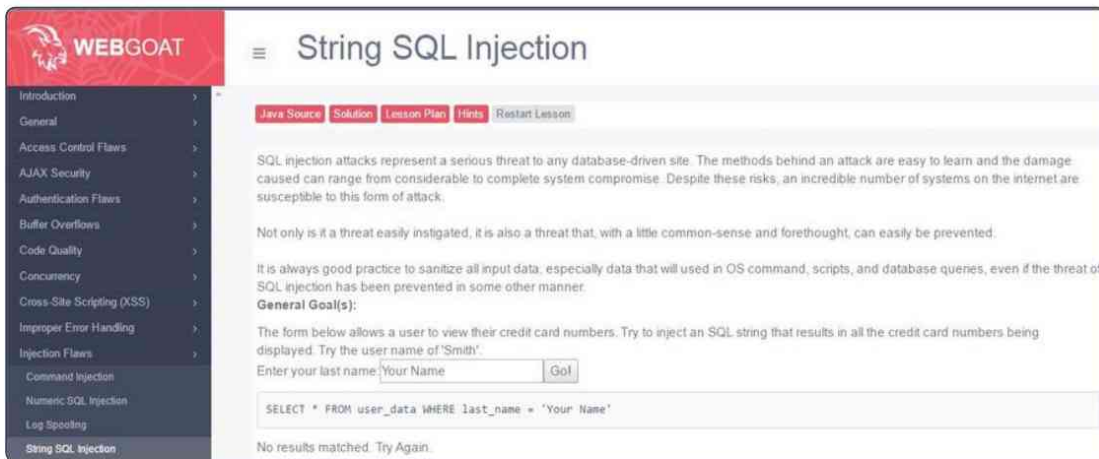 WEBGOAT
Introduction
General
Access Control Flaws
AJAX Security
Authentication Flaws
Buffer Overflows
Code Quality
Concurrency
Cross-Site Scripting (XSS)
Improper Error Handling
Injection Flaws
Command Injection
Numeric SQL Injection
Log Spoofing
String SQL Injection
String SQL Injection
Java Source Solution Lesson Plan Hints Restart Lesson
SQL injection attacks represent a serious threat to any database-driven site. The methods behind an attack are easy to learn and the damage
caused can range from considerable to complete system compromise. Despite these risks, an incredible number of systems on the internet are
susceptible to this form of attack.
Not only is it a threat easily instigated, it is also a threat that, with a little common-sense and forethought, can easily be prevented.
It is always good practice to sanitize all input data, especially data that will used in OS command, scripts, and database queries, even if the threat of
SQL injection has been prevented in some other manner.
General Goal(s):
The form below allows a user to view their credit card numbers. Try to inject an SQL string that results in all the credit card numbers being
displayed. Try the user name of 'Smith'.
Enter your last name: Your Name Go!
SELECT * FROM user_data WHERE last_name = 'Your Name'
No results matched. Try Again.